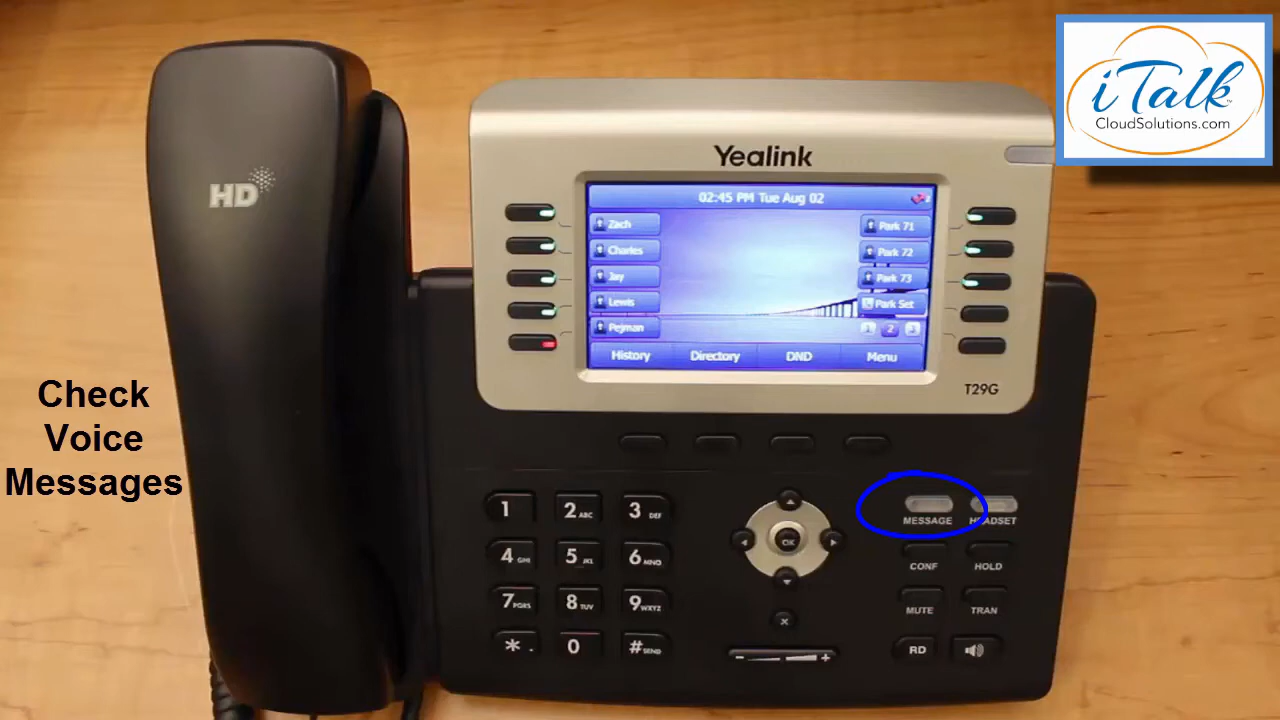 iTalk
CloudSolutions.com
Yealink
HD
02:45 PM Tue Aug 02
Zach
Park 71
Charles
Park 72
Jay
Park 73
Lewis
Park Set
Pejman
1 2 3
History Directory DND Menu
T29G
Check
Voice
Messages
1 2 ABC 3 DEF
MESSAGE HEADSET
OK
4 GHI 5 JKL 6 MNO
CONF HOLD
7 PQRS 8 TUV 9 WXYZ
MUTE TRAN
* . 0 # SEND
- +
RD